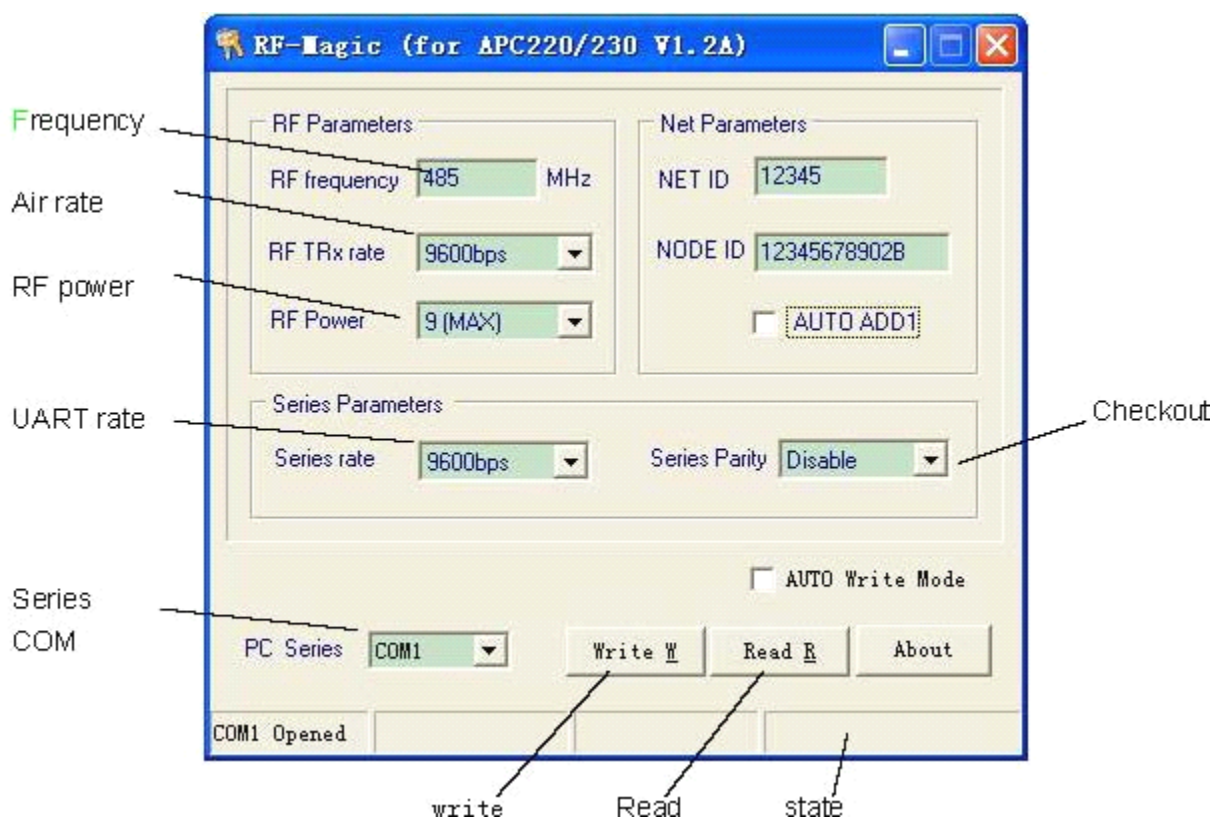 RF-Magic (for APC220/230 V1.2A)
Frequency
RF Parameters
Net Parameters
RF frequency 485 MHz
NET ID 12345
Air rate
RF TRx rate 9600bps
NODE ID 12345678902B
RF power
RF Power 9 (MAX)
AUTO ADD1
Series Parameters
UART rate
Checkout
Series rate 9600bps
Series Parity Disable
AUTO Write Mode
Series
COM
PC Series COM1
Write W
Read R
About
COM1 Opened
write
Read
state